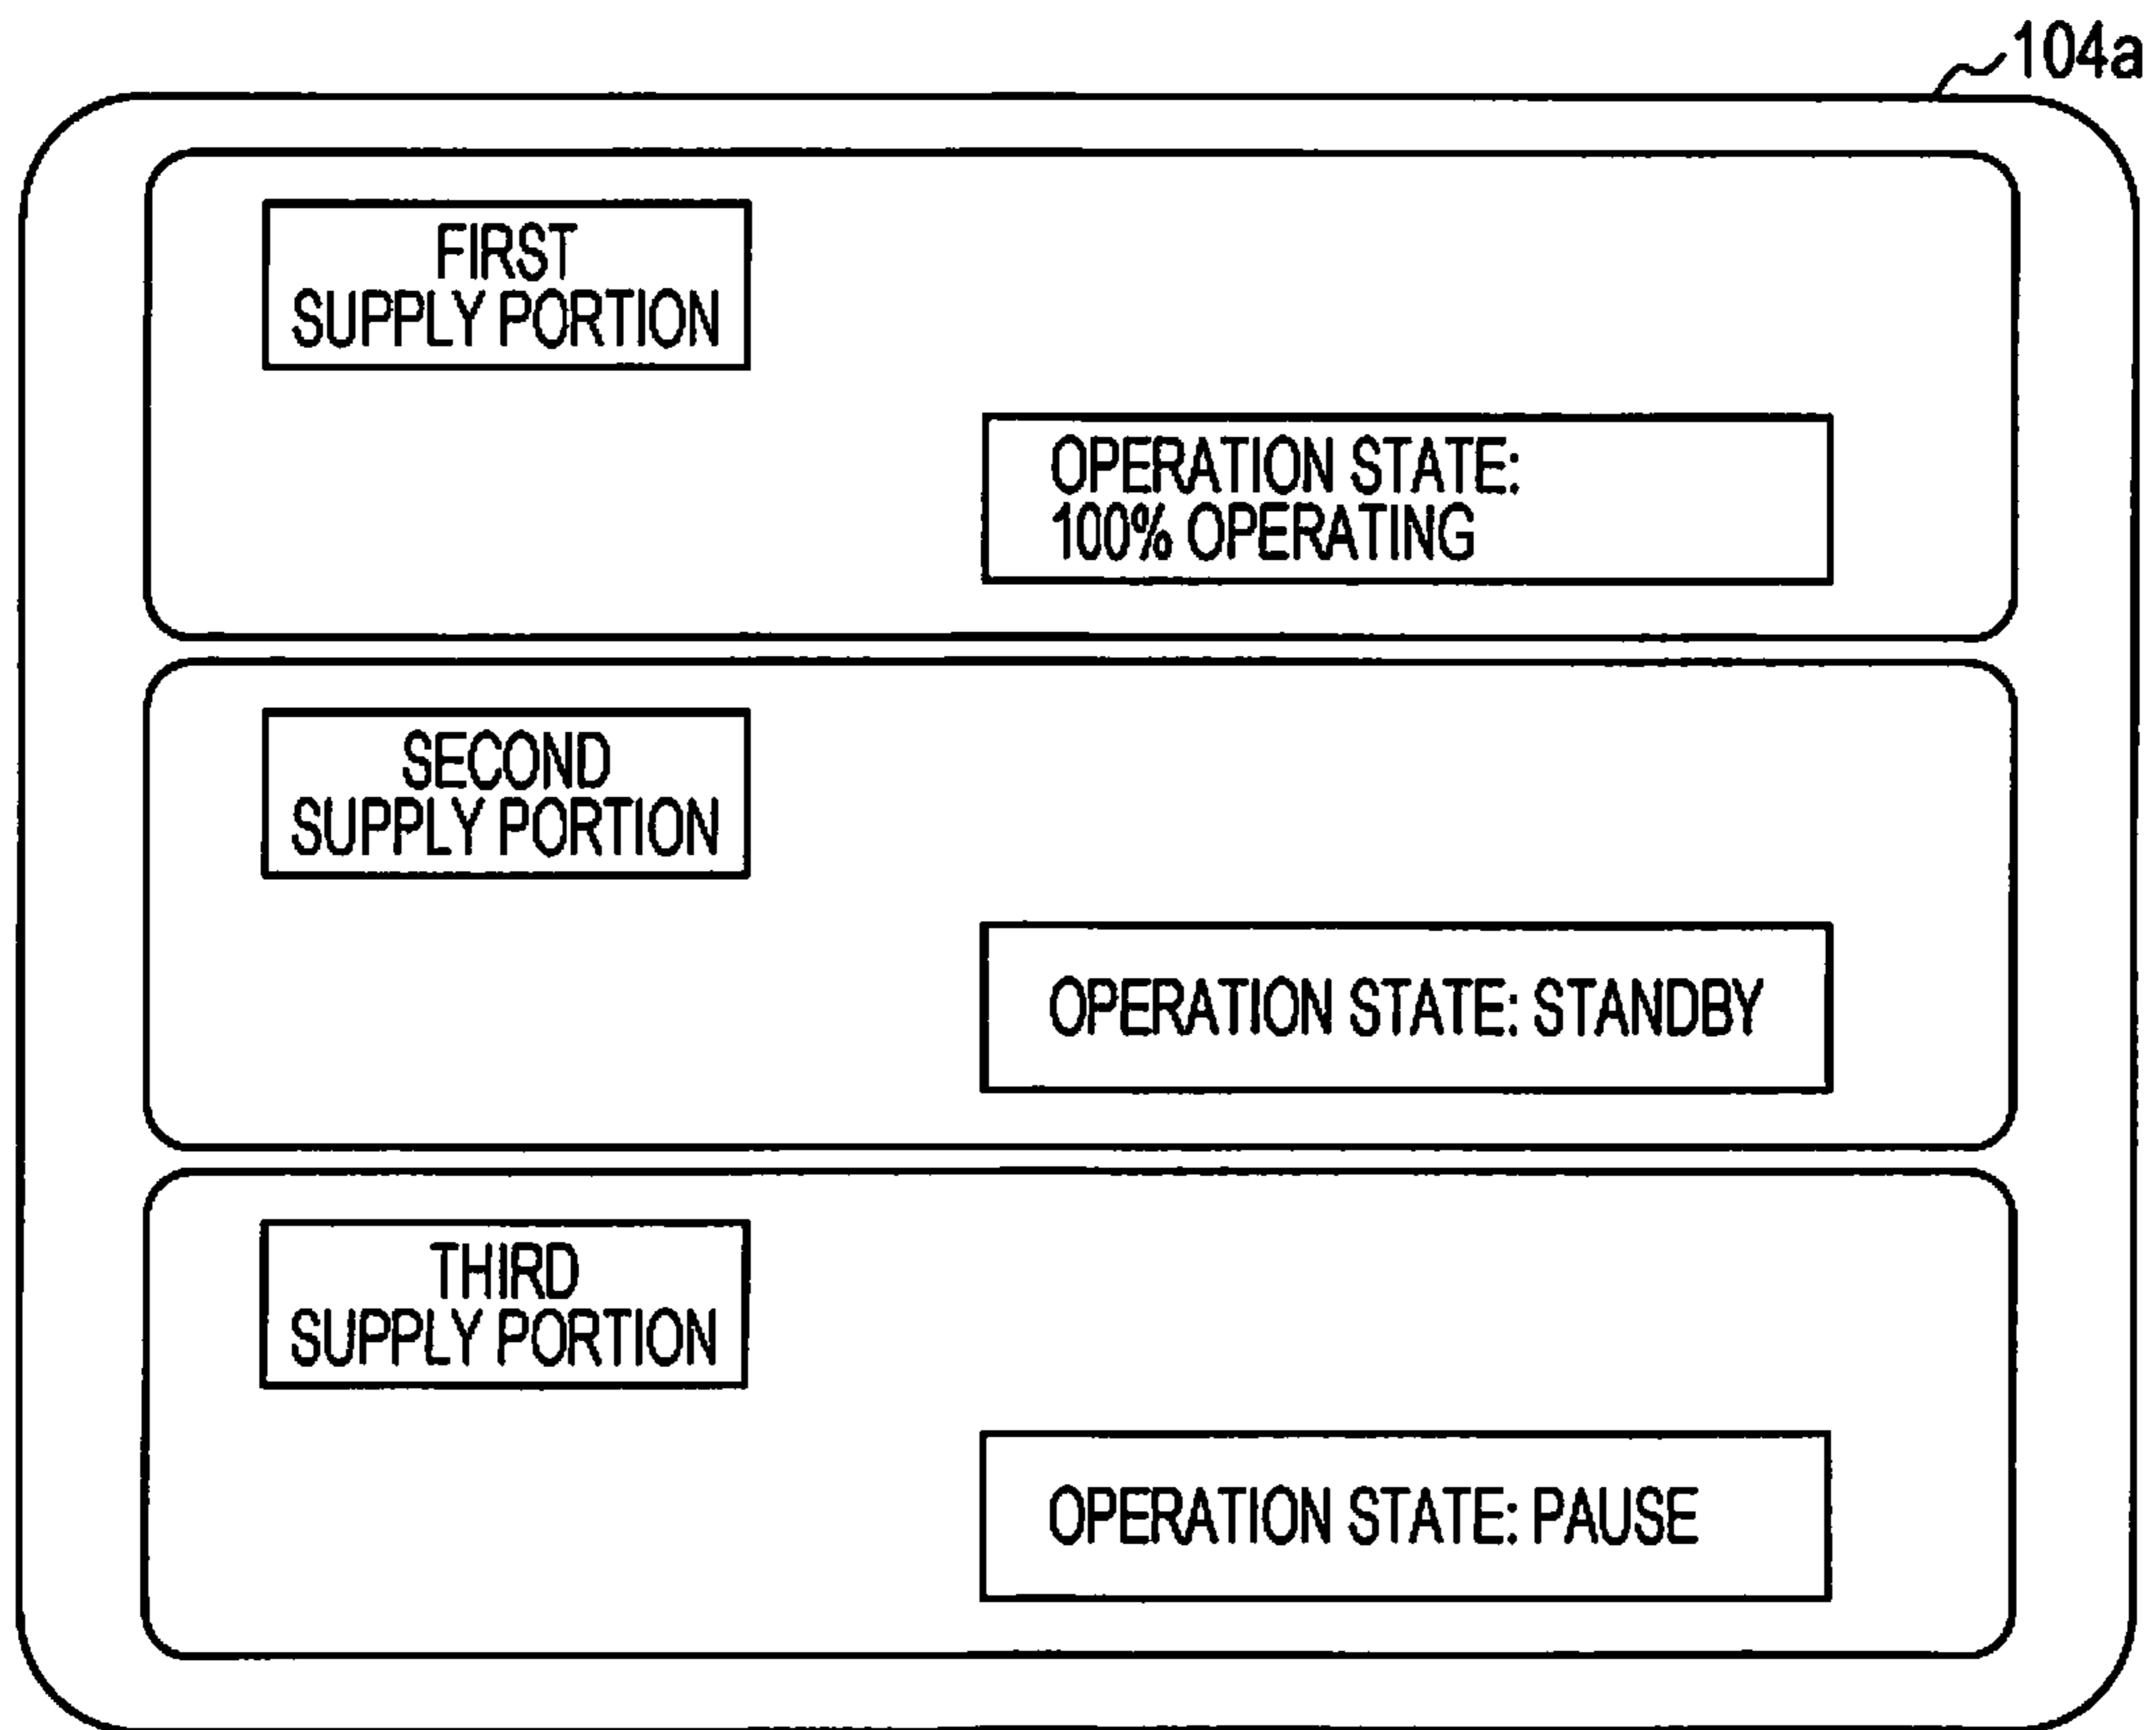 104a
FIRST
SUPPLY PORTION
OPERATION STATE:
100% OPERATING
SECOND
SUPPLY PORTION
OPERATION STATE: STANDBY
THIRD
SUPPLY PORTION
OPERATION STATE: PAUSE